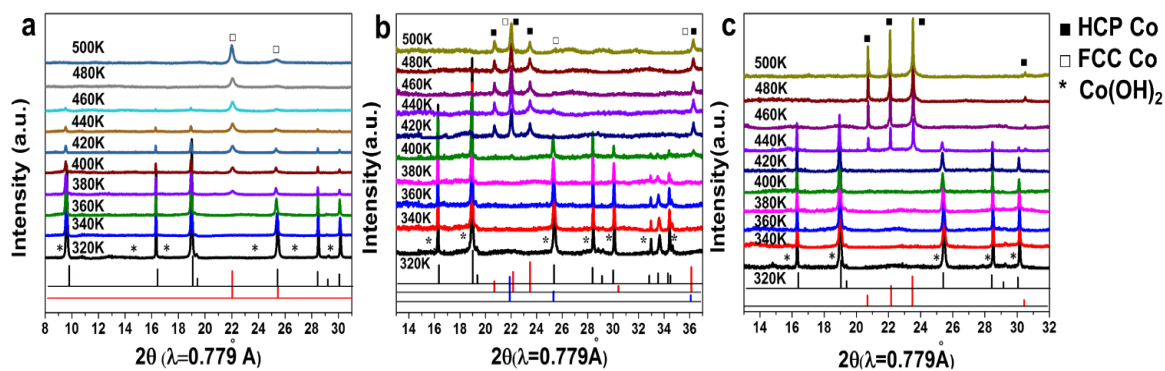 a
Intensity (a.u.)
500K
480K
460K
440K
420K
400K
380K
360K
340K
320K
* * * * * *
8 10 12 14 16 18 20 22 24 26 28 30
2θ (λ=0.779 Å)
b
Intensity(a.u.)
500K
480K
460K
440K
420K
400K
380K
360K
340K
320K
* * * * * * *
14 16 18 20 22 24 26 28 30 32 34 36
2θ(λ=0.779Å)
c
Intensity(a.u.)
500K
480K
460K
440K
420K
400K
380K
360K
340K
320K
* * * * *
14 16 18 20 22 24 26 28 30 32
2θ(λ=0.779Å)
■ HCP Co
□ FCC Co
* Co(OH)₂